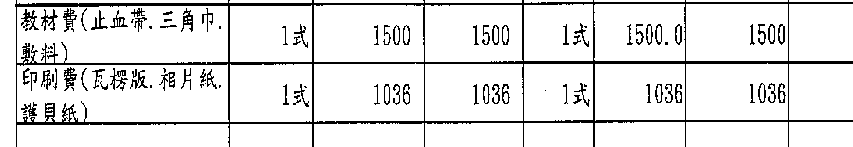 教材費(止血帶.三角巾.
敷料) 1式 1500 1500 1式 1500.0 1500
印刷費(瓦楞版.相片紙.
護貝紙) 1式 1036 1036 1式 1036 1036